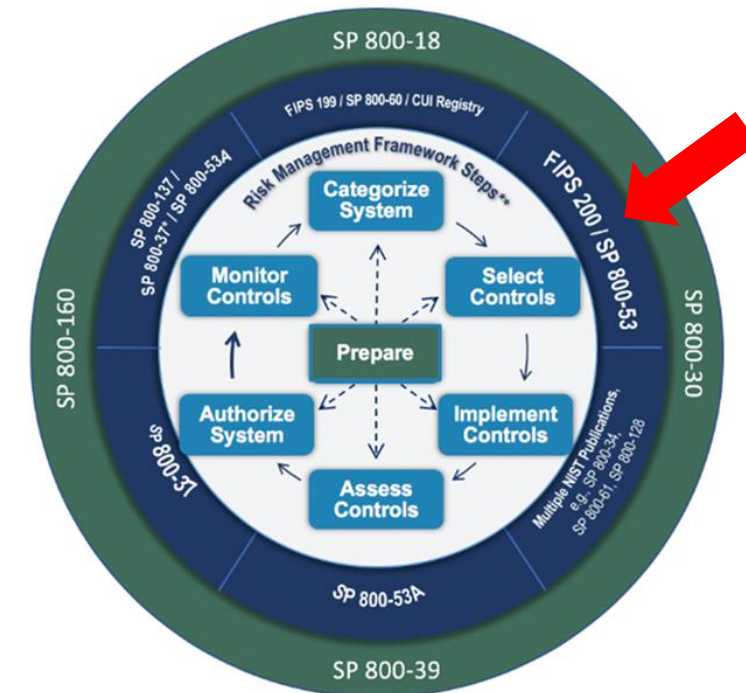 SP 800-18
FIPS 199 / SP 800-60 / CUI Registry
FIPS 200 / SP 800-53
SP 800-137 /
SP 800-37* / SP 800-53A
Risk Management Framework Steps**
Categorize
System
Monitor
Controls
Select
Controls
SP 800-160
SP 800-30
Prepare
Authorize
System
Implement
Controls
Assess
Controls
SP 800-37
Multiple NIST Publications,
e.g., SP 800-34,
SP 800-61, SP 800-128
SP 800-53A
SP 800-39